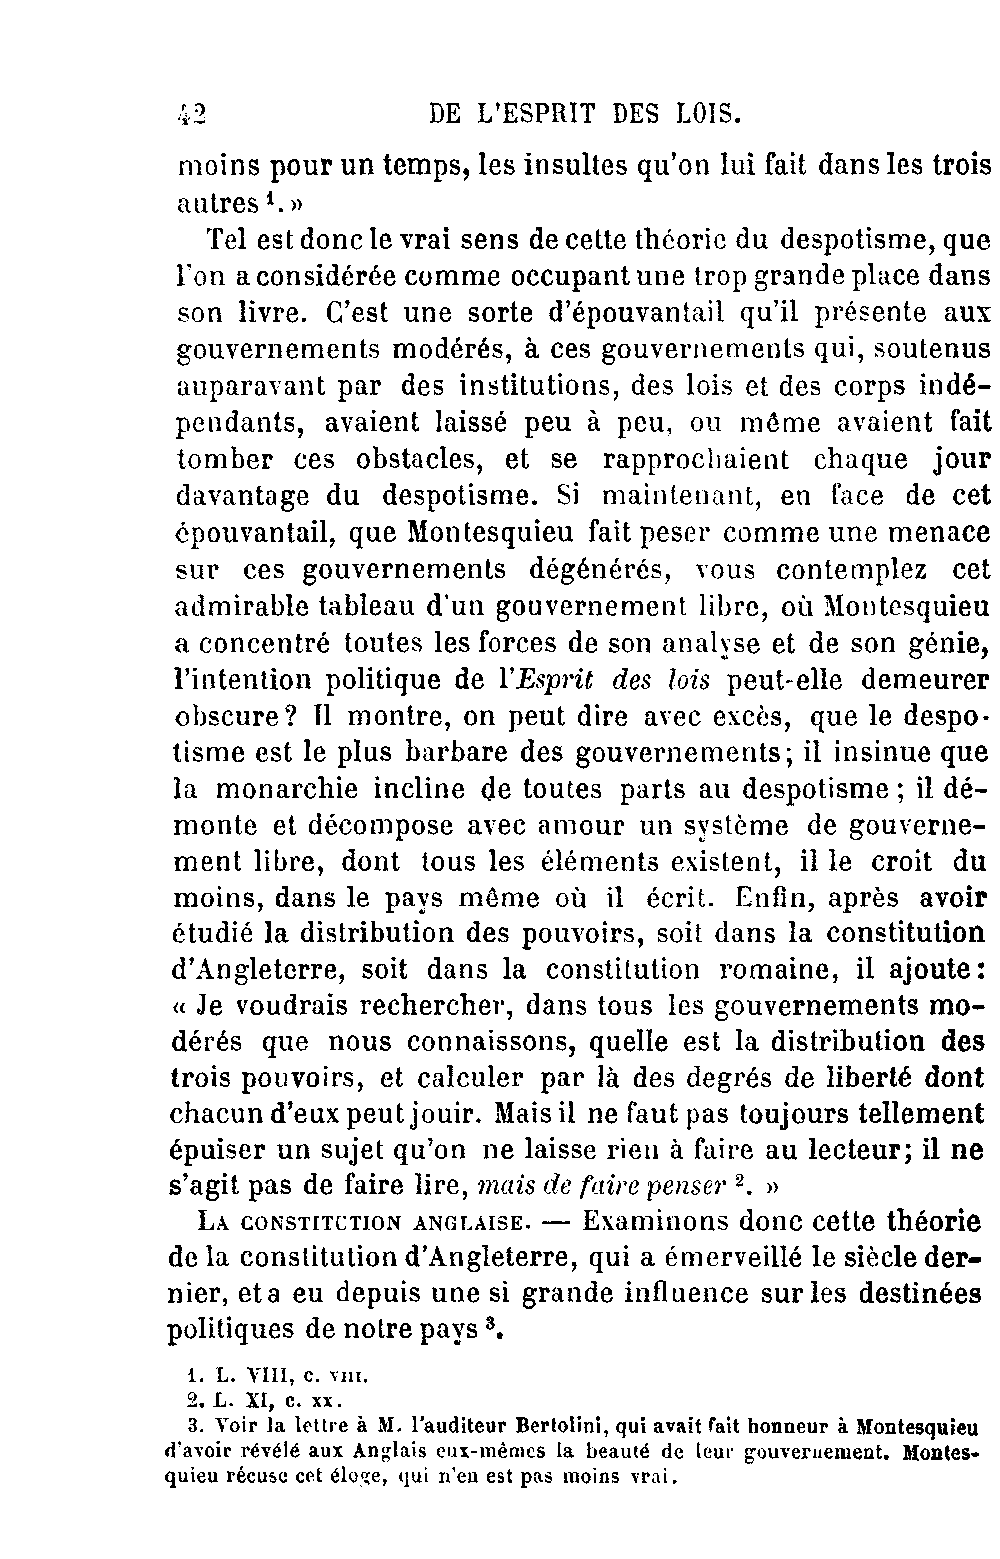 42 DE L'ESPRIT DES LOIS.
moins pour un temps, les insultes qu'on lui fait dans les trois
autres ¹. »
Tel est donc le vrai sens de cette théorie du despotisme, que
l'on a considérée comme occupant une trop grande place dans
son livre. C'est une sorte d'épouvantail qu'il présente aux
gouvernements modérés, à ces gouvernements qui, soutenus
auparavant par des institutions, des lois et des corps indé-
pendants, avaient laissé peu à peu, ou même avaient fait
tomber ces obstacles, et se rapprochaient chaque jour
davantage du despotisme. Si maintenant, en face de cet
épouvantail, que Montesquieu fait peser comme une menace
sur ces gouvernements dégénérés, vous contemplez cet
admirable tableau d'un gouvernement libre, où Montesquieu
a concentré toutes les forces de son analyse et de son génie,
l'intention politique de l'Esprit des lois peut-elle demeurer
obscure? Il montre, on peut dire avec excès, que le despo-
tisme est le plus barbare des gouvernements; il insinue que
la monarchie incline de toutes parts au despotisme; il dé-
monte et décompose avec amour un système de gouverne-
ment libre, dont tous les éléments existent, il le croit du
moins, dans le pays même où il écrit. Enfin, après avoir
étudié la distribution des pouvoirs, soit dans la constitution
d'Angleterre, soit dans la constitution romaine, il ajoute:
« Je voudrais rechercher, dans tous les gouvernements mo-
dérés que nous connaissons, quelle est la distribution des
trois pouvoirs, et calculer par là des degrés de liberté dont
chacun d'eux peut jouir. Mais il ne faut pas toujours tellement
épuiser un sujet qu'on ne laisse rien à faire au lecteur; il ne
s'agit pas de faire lire, mais de faire penser ². »
LA CONSTITUTION ANGLAISE. — Examinons donc cette théorie
de la constitution d'Angleterre, qui a émerveillé le siècle der-
nier, et a eu depuis une si grande influence sur les destinées
politiques de notre pays ³.
1. L. VIII, c. VIII.
2. L. XI, c. XX.
3. Voir la lettre à M. l'auditeur Bertolini, qui avait fait honneur à Montesquieu
d'avoir révélé aux Anglais eux-mêmes la beauté de leur gouvernement. Montes-
quieu récuse cet éloge, qui n'en est pas moins vrai.